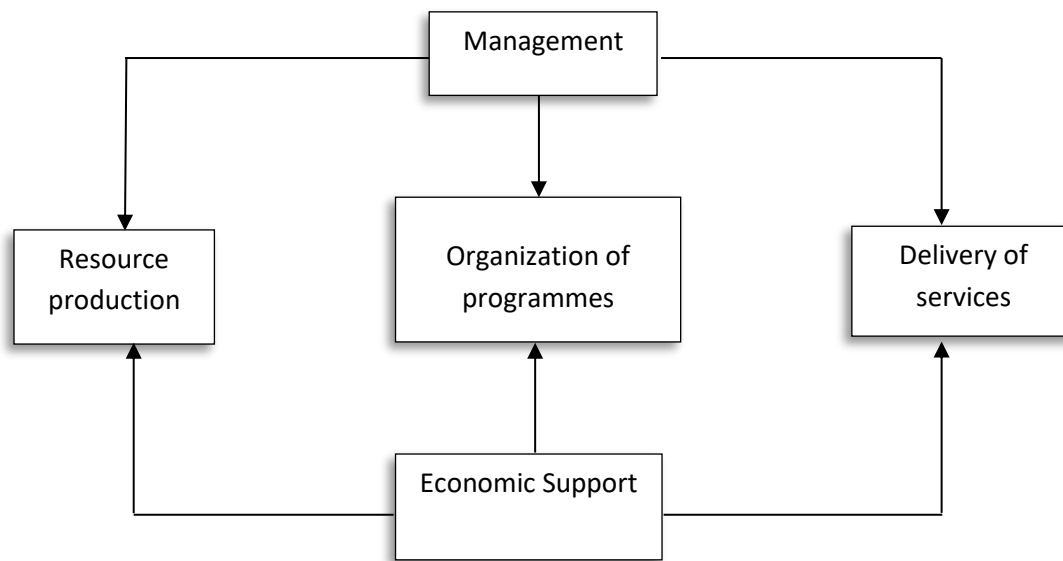 Management
Resource
production
Organization of
programmes
Delivery of
services
Economic Support